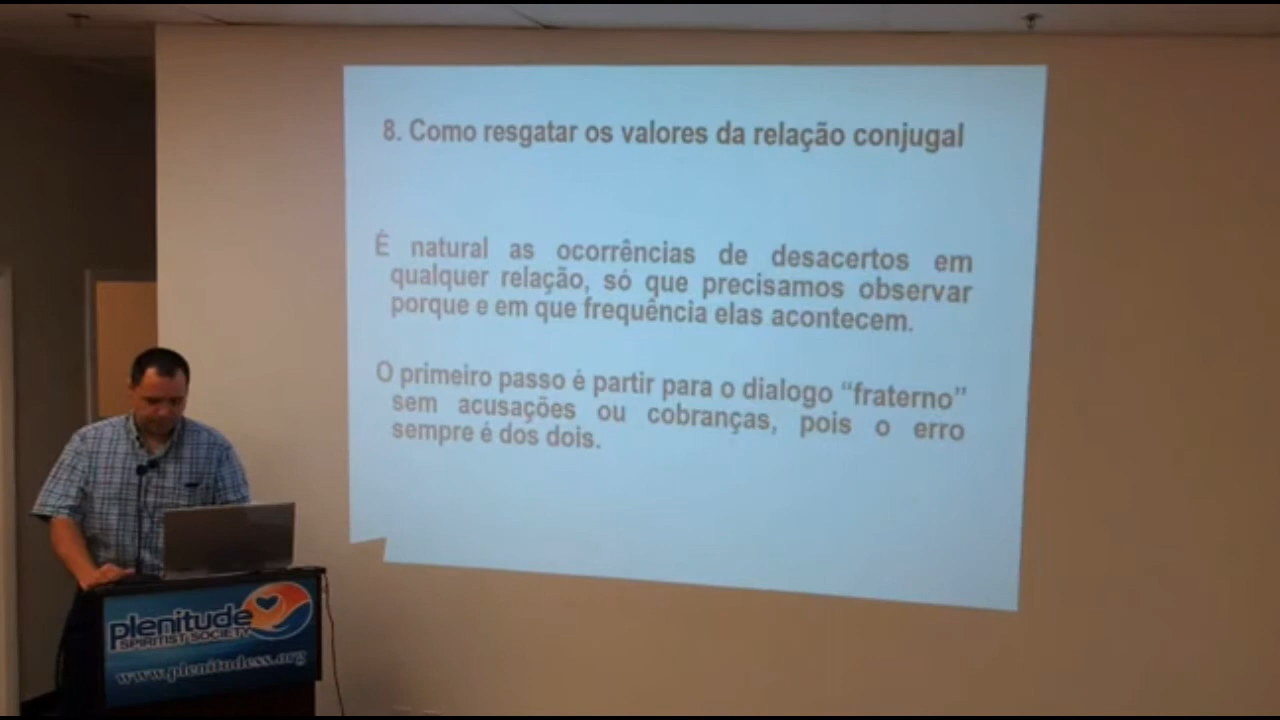 8. Como resgatar os valores da relação conjugal
É natural as ocorrências de desacertos em
qualquer relação, só que precisamos observar
porque e em que frequência elas acontecem.
O primeiro passo é partir para o dialogo “fraterno”
sem acusações ou cobranças, pois o erro
sempre é dos dois.
plenitude
SPIRITIST SOCIETY
www.plenitudess.org